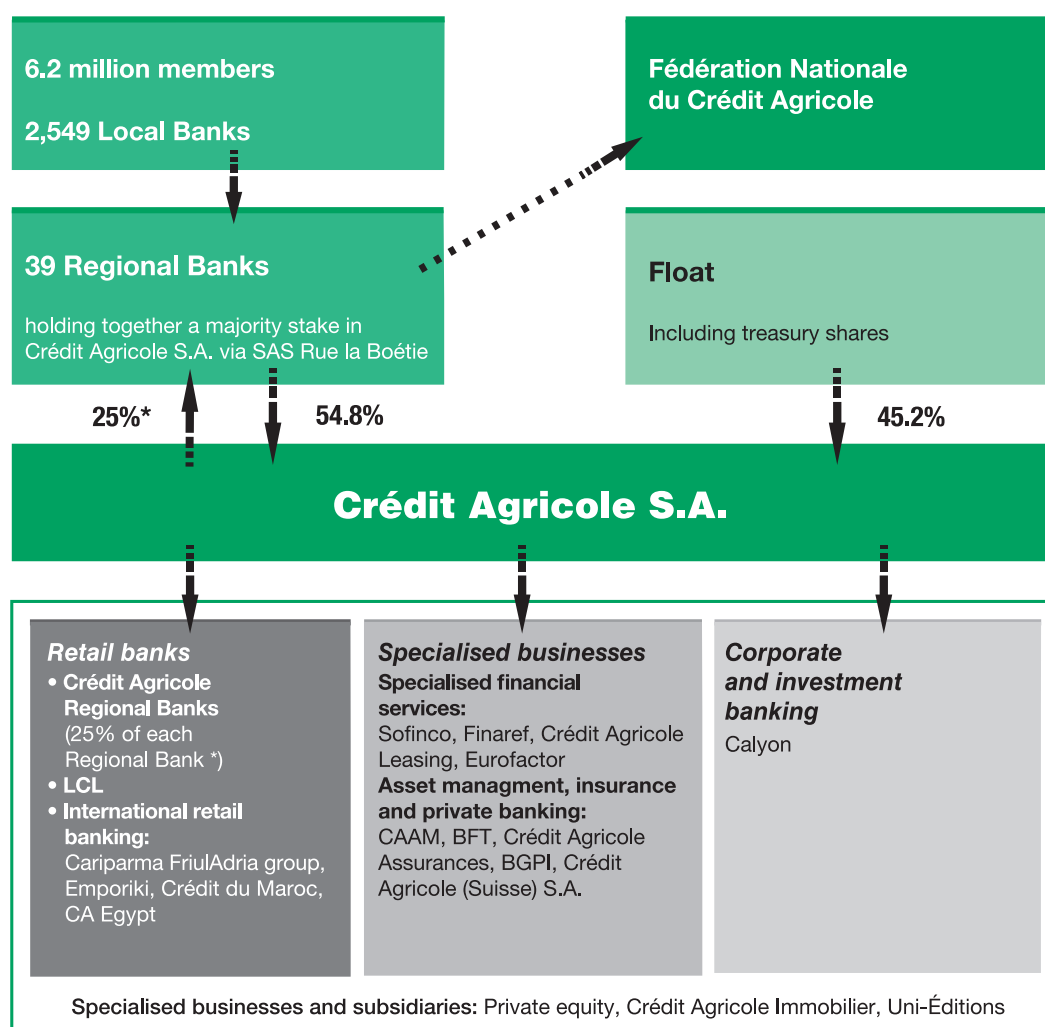 6.2 million members
2,549 Local Banks
Fédération Nationale
du Crédit Agricole
39 Regional Banks
holding together a majority stake in
Crédit Agricole S.A. via SAS Rue la Boétie
Float
Including treasury shares
25%*
54.8%
45.2%
Crédit Agricole S.A.
Retail banks
• Crédit Agricole
Regional Banks
(25% of each
Regional Bank *)
• LCL
• International retail
banking:
Cariparma FriulAdria group,
Emporiki, Crédit du Maroc,
CA Egypt
Specialised businesses
Specialised financial
services:
Sofinco, Finaref, Crédit Agricole
Leasing, Eurofactor
Asset managment, insurance
and private banking:
CAAM, BFT, Crédit Agricole
Assurances, BGPI, Crédit
Agricole (Suisse) S.A.
Corporate
and investment
banking
Calyon
Specialised businesses and subsidiaries: Private equity, Crédit Agricole Immobilier, Uni-Éditions